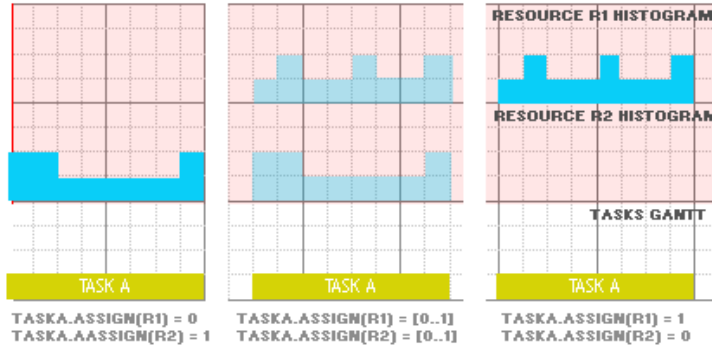 RESOURCE R1 HISTOGRAM
RESOURCE R2 HISTOGRAM
TASKS GANTT
TASK A
TASK A
TASK A
TASKA.ASSIGN(R1) = 0
TASKA.AASSIGN(R2) = 1
TASKA.ASSIGN(R1) = [0..1]
TASKA.ASSIGN(R2) = [0..1]
TASKA.ASSIGN(R1) = 1
TASKA.ASSIGN(R2) = 0